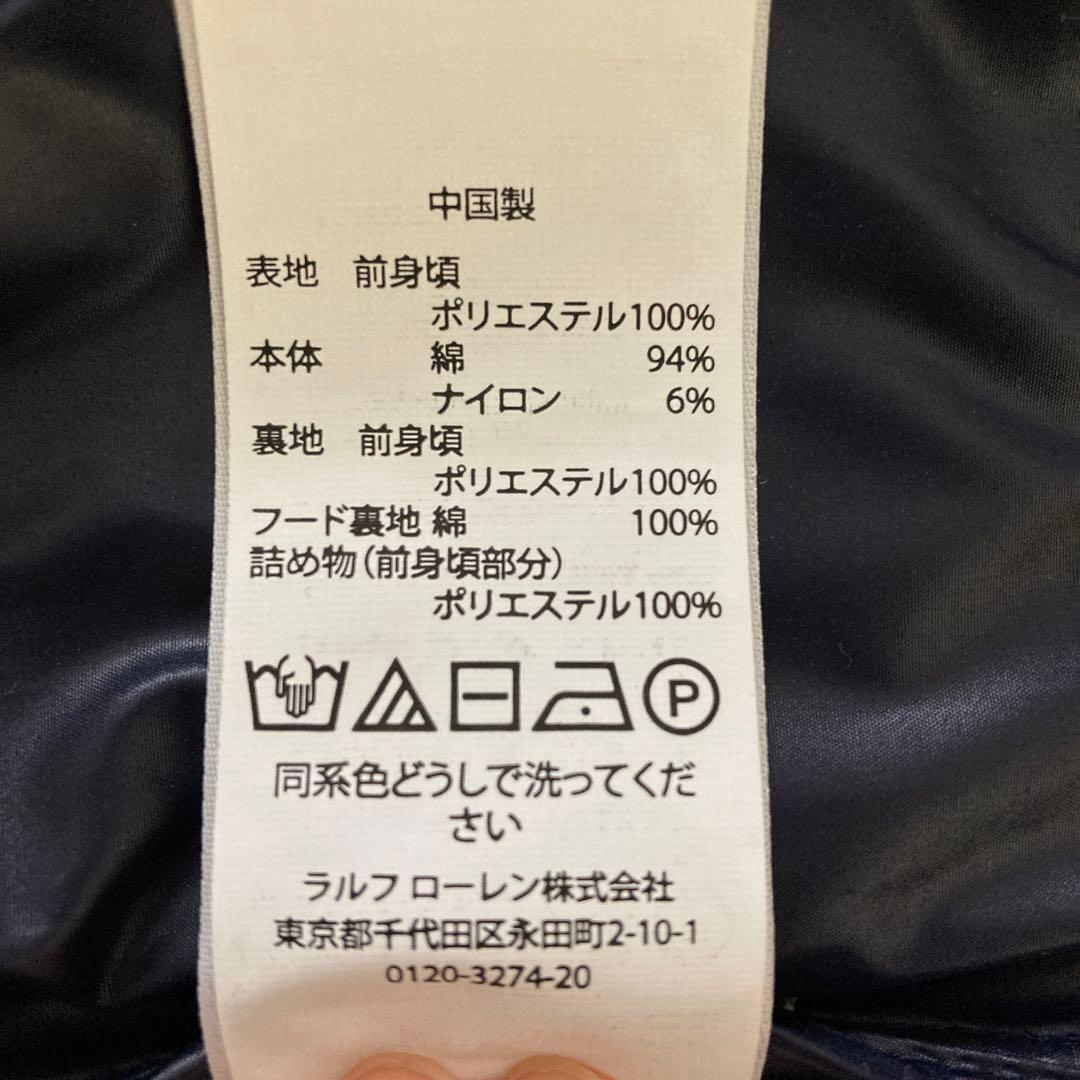 中国製
表地 前身頃
ポリエステル100%
本体 綿 94%
ナイロン 6%
裏地 前身頃
ポリエステル100%
フード裏地 綿 100%
詰め物(前身頃部分)
ポリエステル100%
P
同系色どうしで洗ってくだ
さい
ラルフ ローレン株式会社
東京都千代田区永田町2-10-1
0120-3274-20